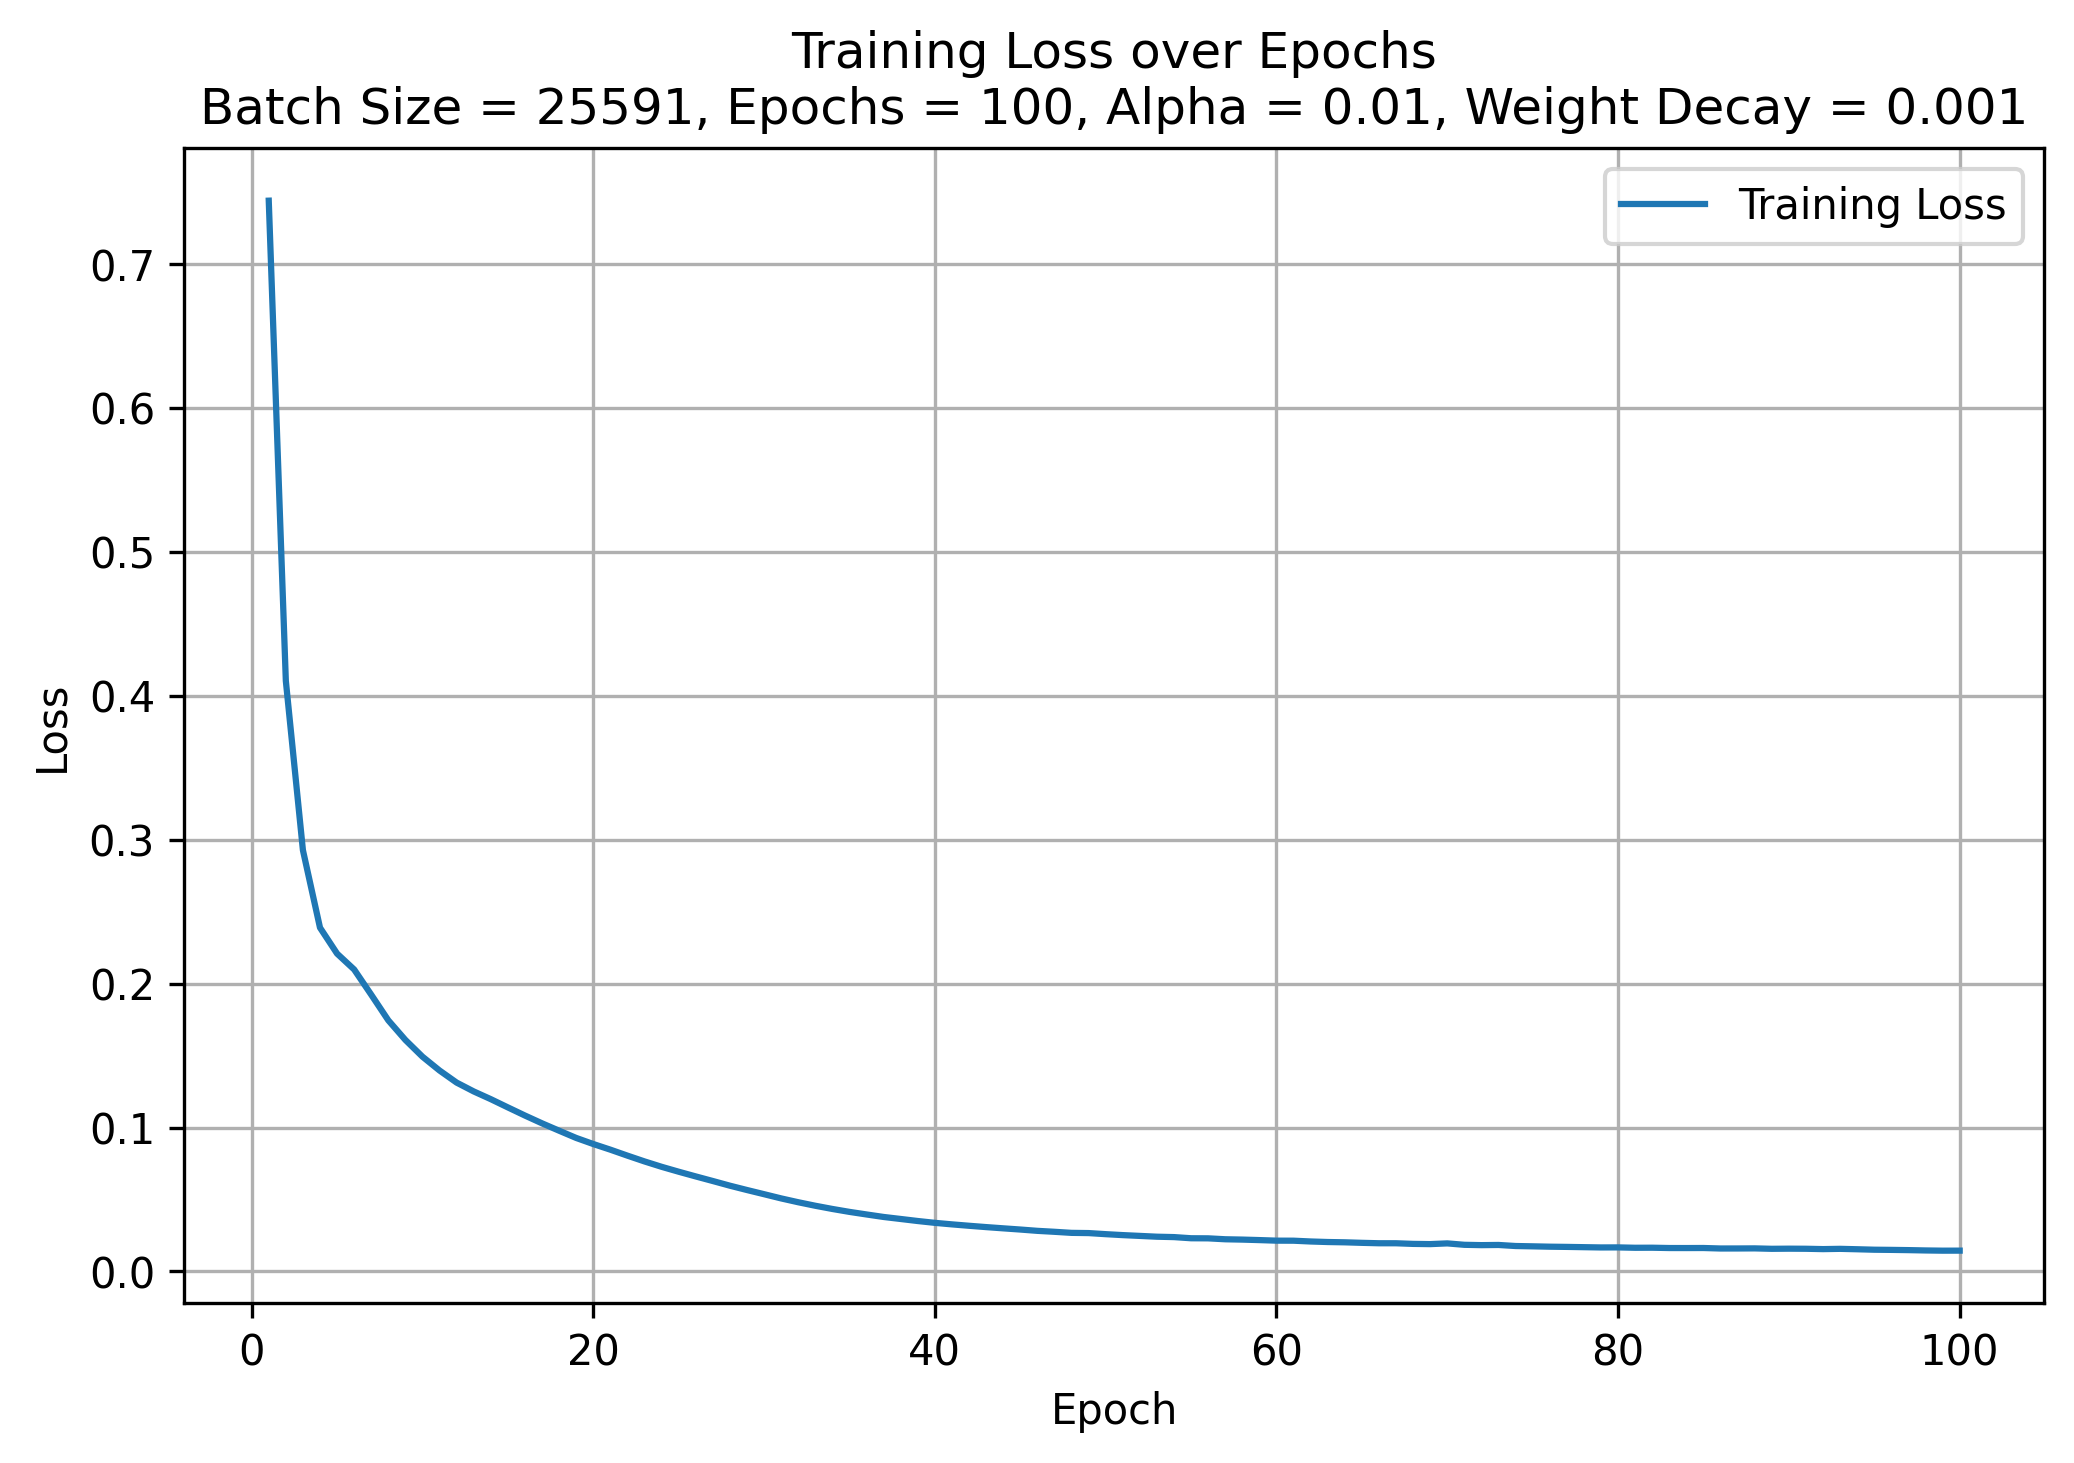 Training Loss over Epochs
Batch Size = 25591, Epochs = 100, Alpha = 0.01, Weight Decay = 0.001
Training Loss
0.7
0.6
0.5
0.4
0.3
0.2
0.1
0.0
Loss
0 20 40 60 80 100
Epoch